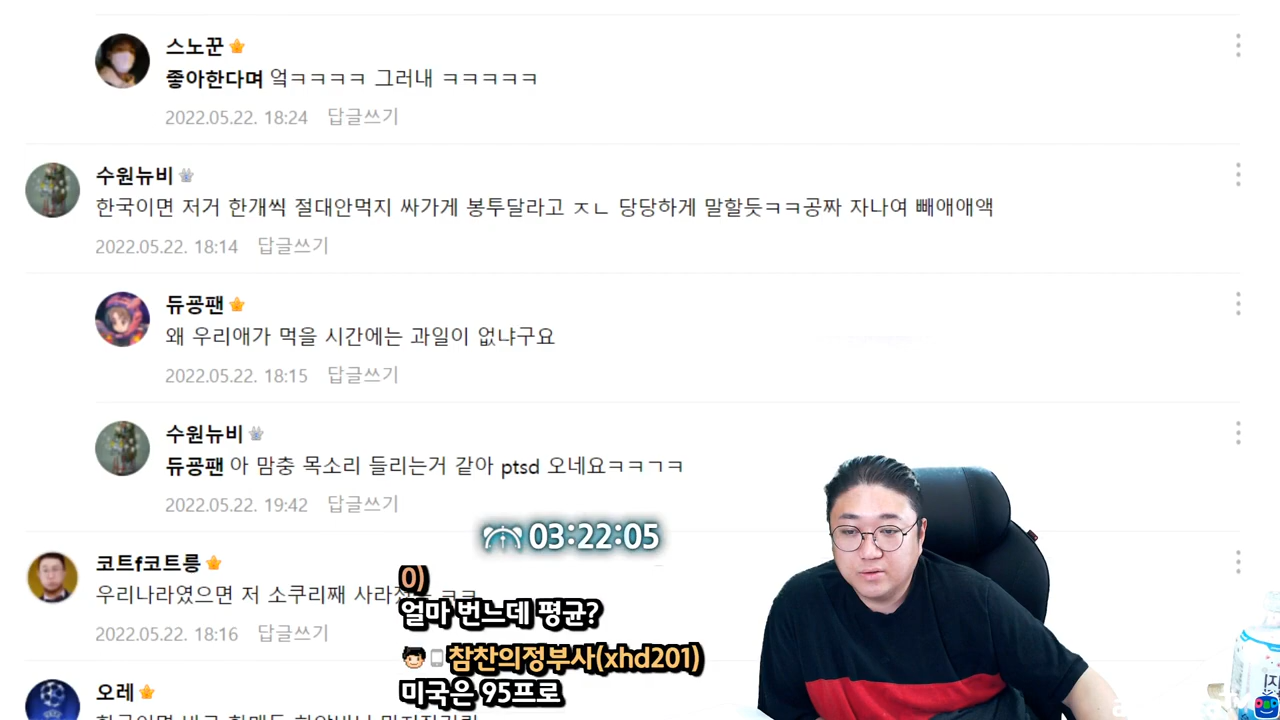 스노꾼
좋아한다며 엌ㅋㅋㅋㅋ 그러내 ㅋㅋㅋㅋㅋ
2022.05.22. 18:24 답글쓰기
수원뉴비
한국이면 저거 한개씩 절대안먹지 싸가게 봉투달라고 ㅈㄴ 당당하게 말할듯ㅋㅋ공짜 자나여 빼애애액
2022.05.22. 18:14 답글쓰기
듀공팬
왜 우리애가 먹을 시간에는 과일이 없냐구요
2022.05.22. 18:15 답글쓰기
수원뉴비
듀공팬 아 맘충 목소리 들리는거 같아 ptsd 오네요ㅋㅋㄱㅋ
2022.05.22. 19:42 답글쓰기
03:22:05
코트f코트릉
우리나라였으면 저 소쿠리째 사라졌 ㅋㅋ
0)
얼마 번느데 평균?
2022.05.22. 18:16 답글쓰기
참찬의정부사(xhd201)
미국은 95프로
오레